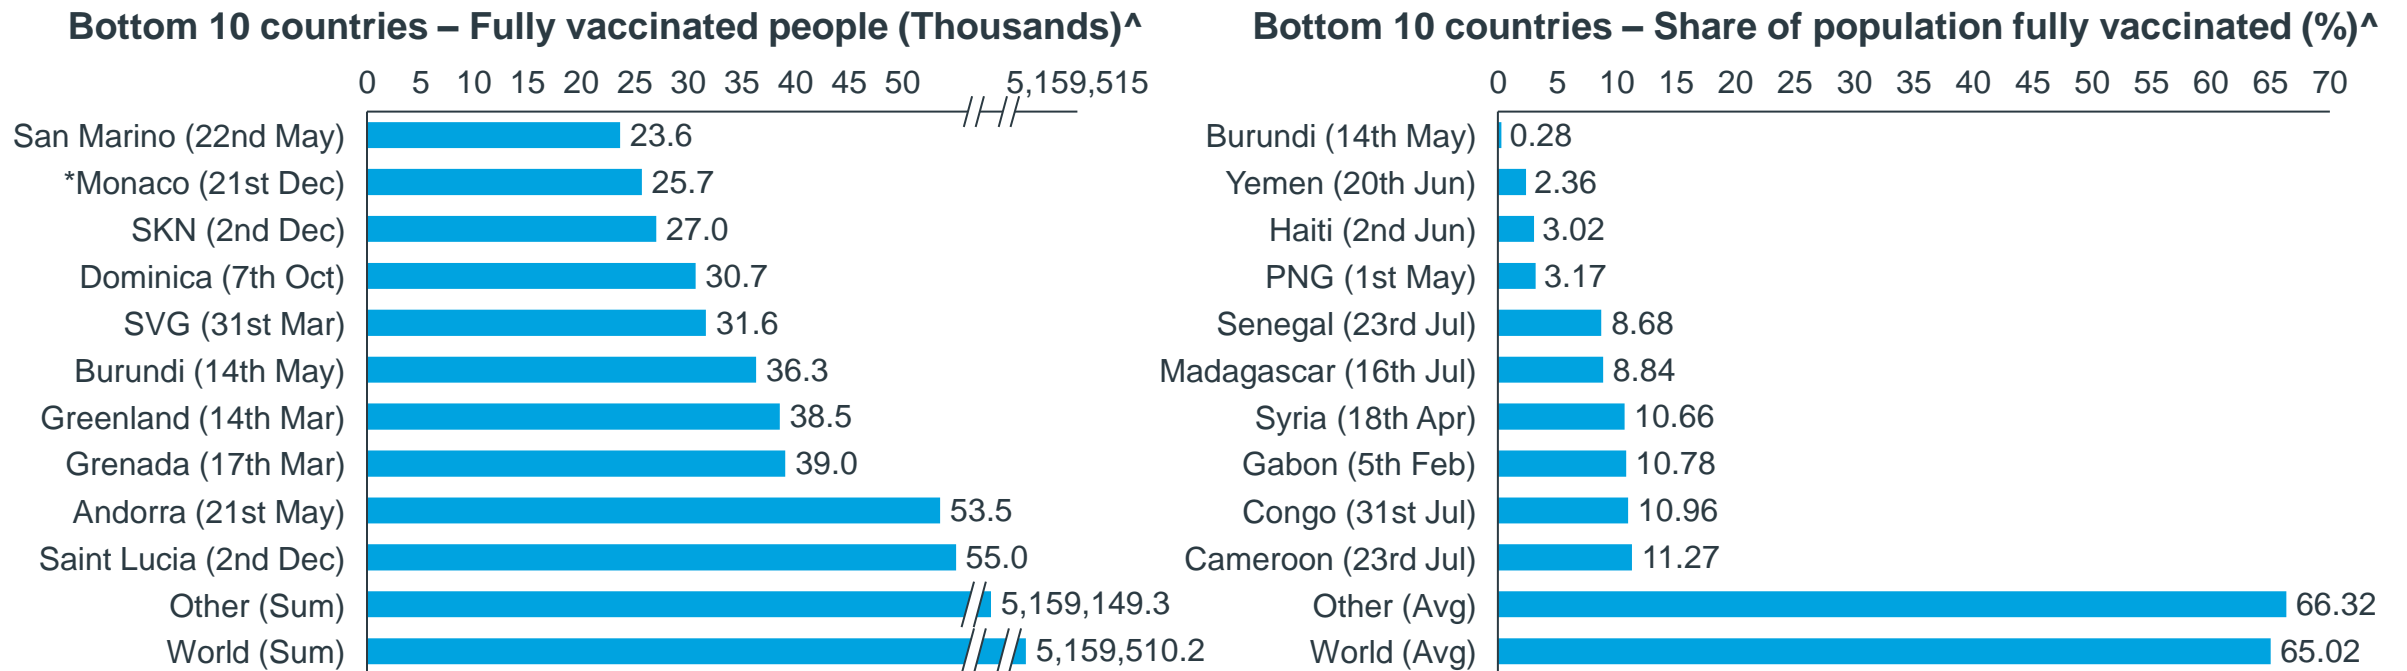 Bottom 10 countries – Fully vaccinated people (Thousands)^
0 5 10 15 20 25 30 35 40 45 50 5,159,515
San Marino (22nd May) 23.6
*Monaco (21st Dec) 25.7
SKN (2nd Dec) 27.0
Dominica (7th Oct) 30.7
SVG (31st Mar) 31.6
Burundi (14th May) 36.3
Greenland (14th Mar) 38.5
Grenada (17th Mar) 39.0
Andorra (21st May) 53.5
Saint Lucia (2nd Dec) 55.0
Other (Sum) 5,159,149.3
World (Sum) 5,159,510.2
Bottom 10 countries – Share of population fully vaccinated (%)^
0 5 10 15 20 25 30 35 40 45 50 55 60 65 70
Burundi (14th May) 0.28
Yemen (20th Jun) 2.36
Haiti (2nd Jun) 3.02
PNG (1st May) 3.17
Senegal (23rd Jul) 8.68
Madagascar (16th Jul) 8.84
Syria (18th Apr) 10.66
Gabon (5th Feb) 10.78
Congo (31st Jul) 10.96
Cameroon (23rd Jul) 11.27
Other (Avg) 66.32
World (Avg) 65.02